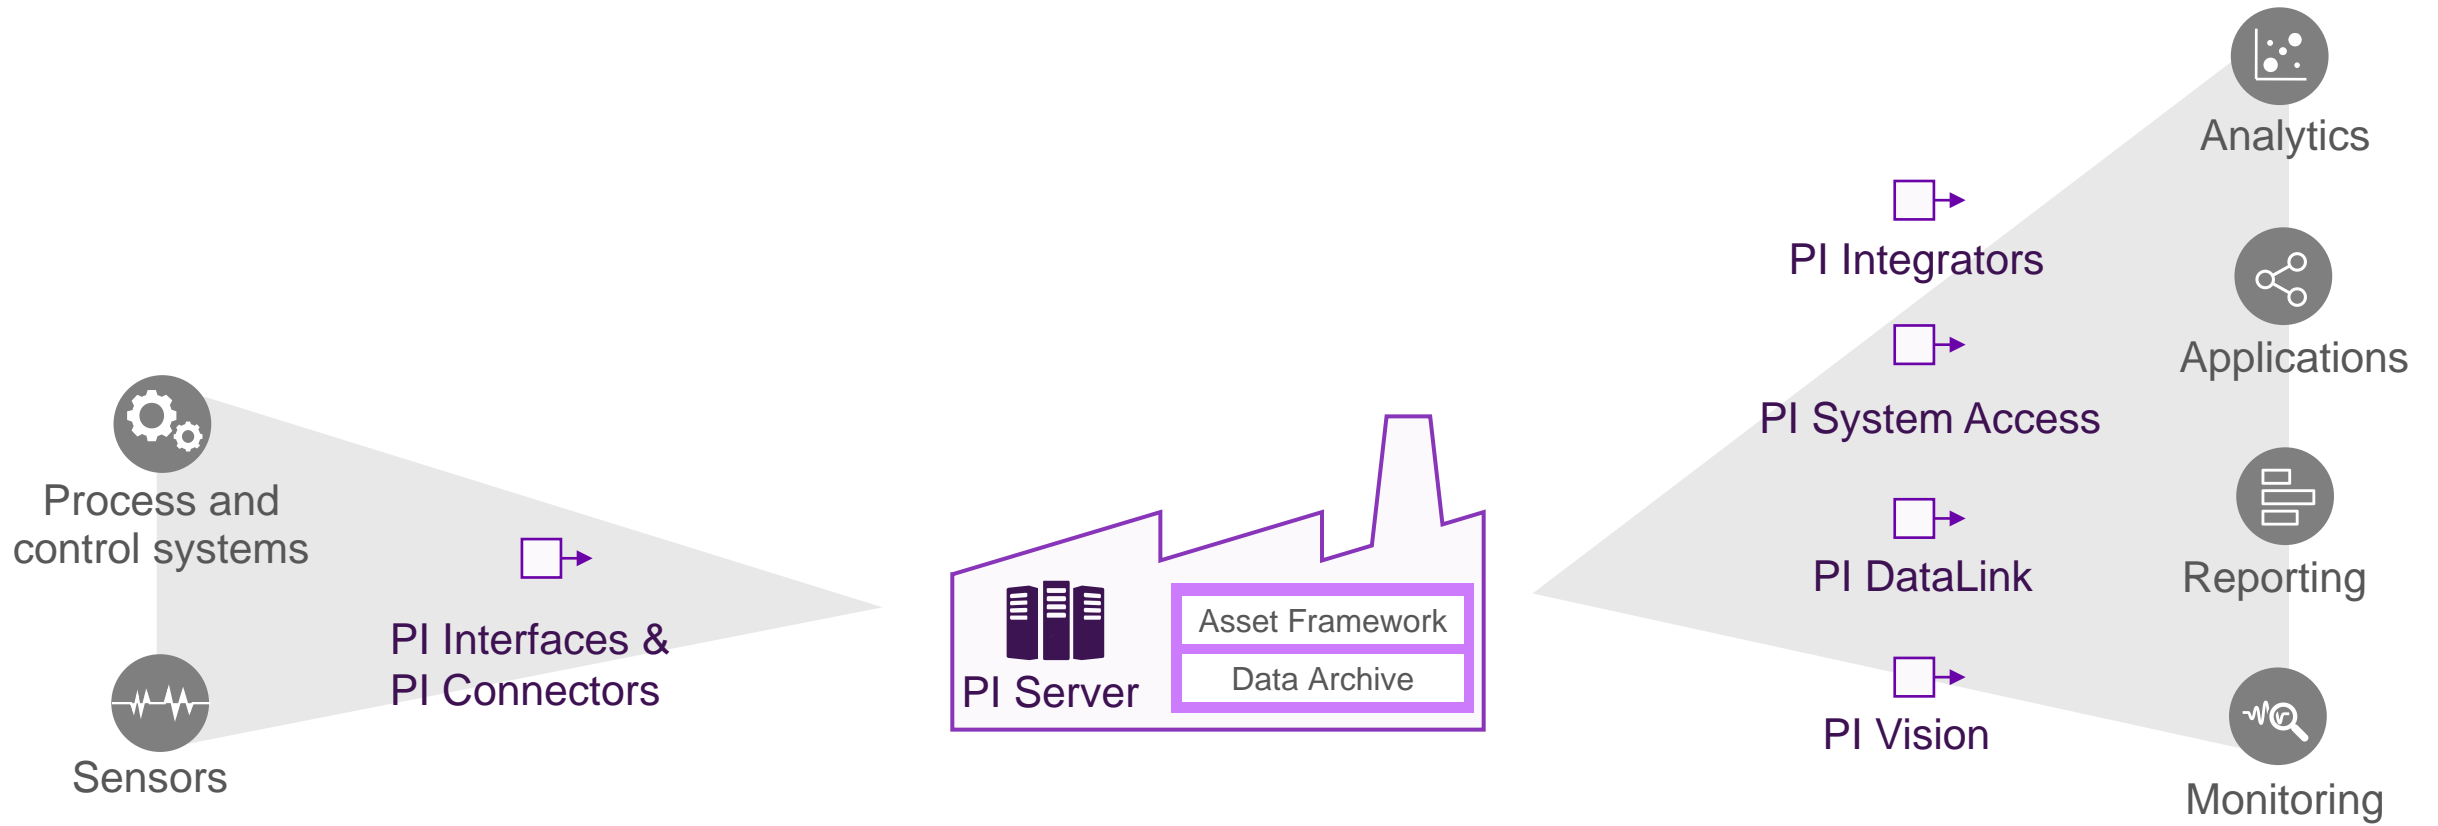 Process and
control systems
Sensors
PI Interfaces &
PI Connectors
PI Server
Asset Framework
Data Archive
PI Integrators
PI System Access
PI DataLink
PI Vision
Analytics
Applications
Reporting
Monitoring